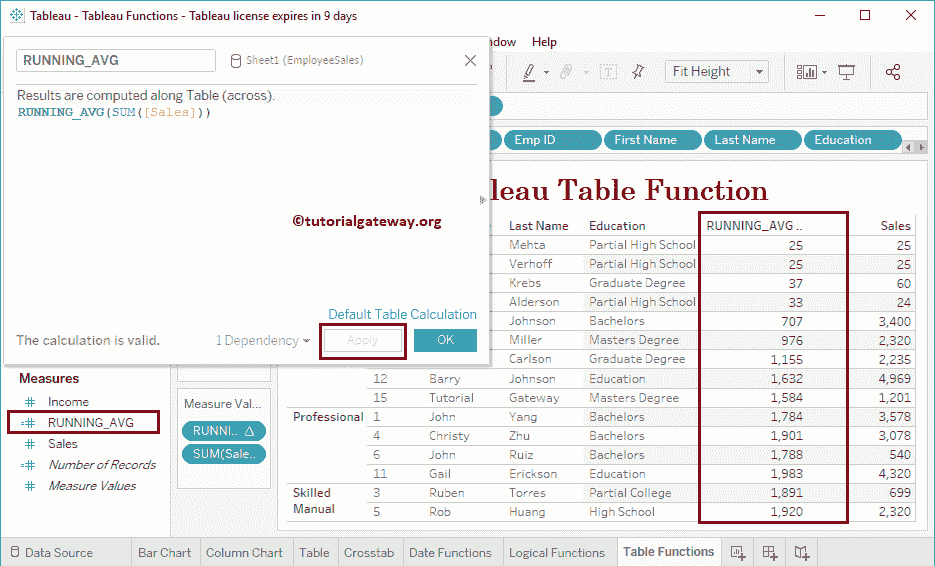 Tableau - Tableau Functions - Tableau license expires in 9 days
ndow Help
RUNNING_AVG
Sheet1 (EmployeeSales)
Fit Height
Results are computed along Table (across).
RUNNING_AVG(SUM([Sales]))
©tutorialgateway.org
Default Table Calculation
The calculation is valid.
1 Dependency
Apply
OK
Emp ID First Name Last Name Education
leau Table Function
Last Name Education RUNNING_AVG .. Sales
Mehta Partial High School 25 25
Verhoff Partial High School 25 25
Krebs Graduate Degree 37 60
Alderson Partial High School 33 24
Johnson Bachelors 707 3,400
Miller Masters Degree 976 2,320
Carlson Graduate Degree 1,155 2,235
12 Barry Johnson Education 1,632 4,969
15 Tutorial Gateway Masters Degree 1,584 1,201
Professional 1 John Yang Bachelors 1,784 3,578
4 Christy Zhu Bachelors 1,901 3,078
6 John Ruiz Bachelors 1,788 540
11 Gail Erickson Education 1,983 4,320
Skilled 3 Ruben Torres Partial College 1,891 699
Manual 5 Rob Huang High School 1,920 2,320
Measures
Income
RUNNING_AVG
Sales
Number of Records
Measure Values
Measure Val...
RUNNI.. △
SUM(Sale..
Data Source Bar Chart Column Chart Table Crosstab Date Functions Logical Functions Table Functions